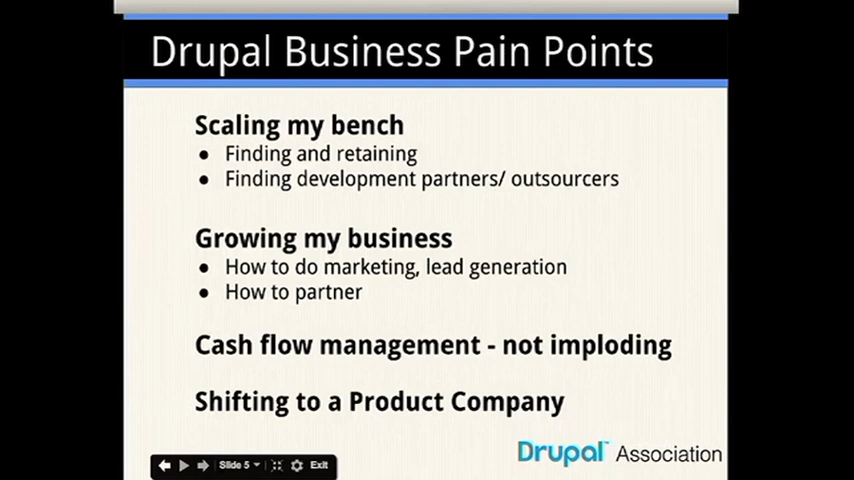 Drupal Business Pain Points
Scaling my bench
● Finding and retaining
● Finding development partners/ outsourcers
Growing my business
● How to do marketing, lead generation
● How to partner
Cash flow management - not imploding
Shifting to a Product Company
Drupal™ Association
Slide 5
Exit